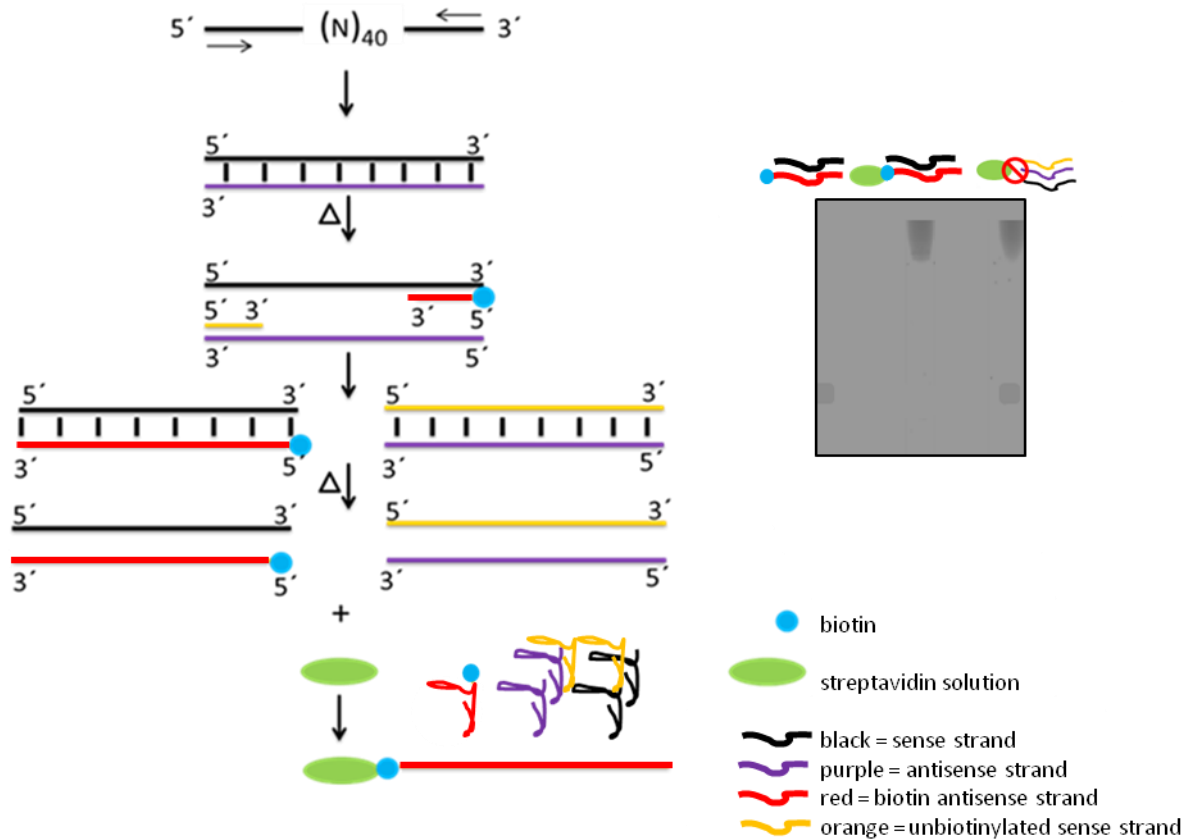 5´ (N)40 3´
5´ 3´
3´
Δ
5´ 3´
5´ 3´ 3´ 5´
3´ 5´
5´ 3´ 5´ 3´
3´ 5´ 3´ 5´
Δ
5´ 3´ 5´ 3´
3´ 5´ 3´ 5´
+
biotin
streptavidin solution
black = sense strand
purple = antisense strand
red = biotin antisense strand
orange = unbiotinylated sense strand